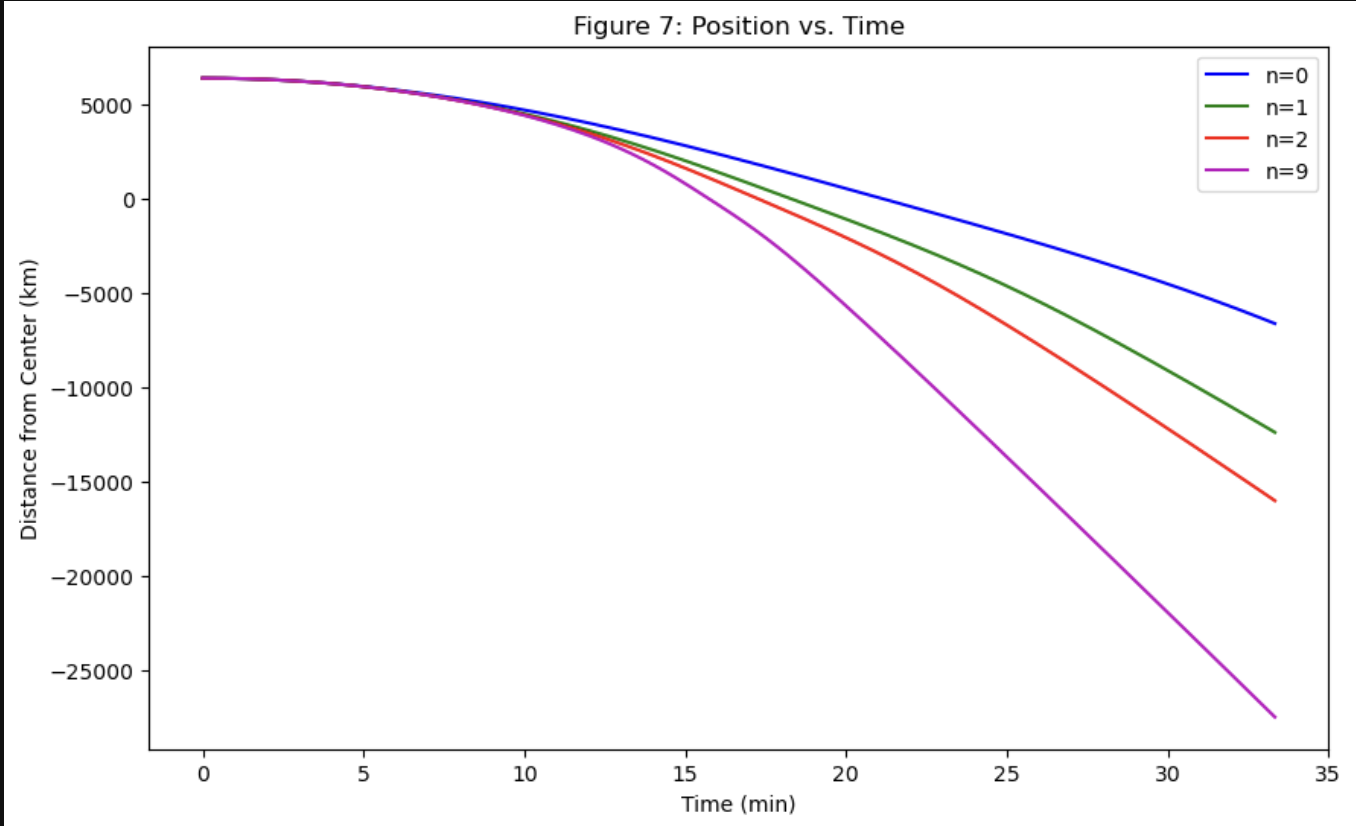 Figure 7: Position vs. Time
n=0
n=1
n=2
n=9
Distance from Center (km)
5000
0
−5000
−10000
−15000
−20000
−25000
0 5 10 15 20 25 30 35
Time (min)